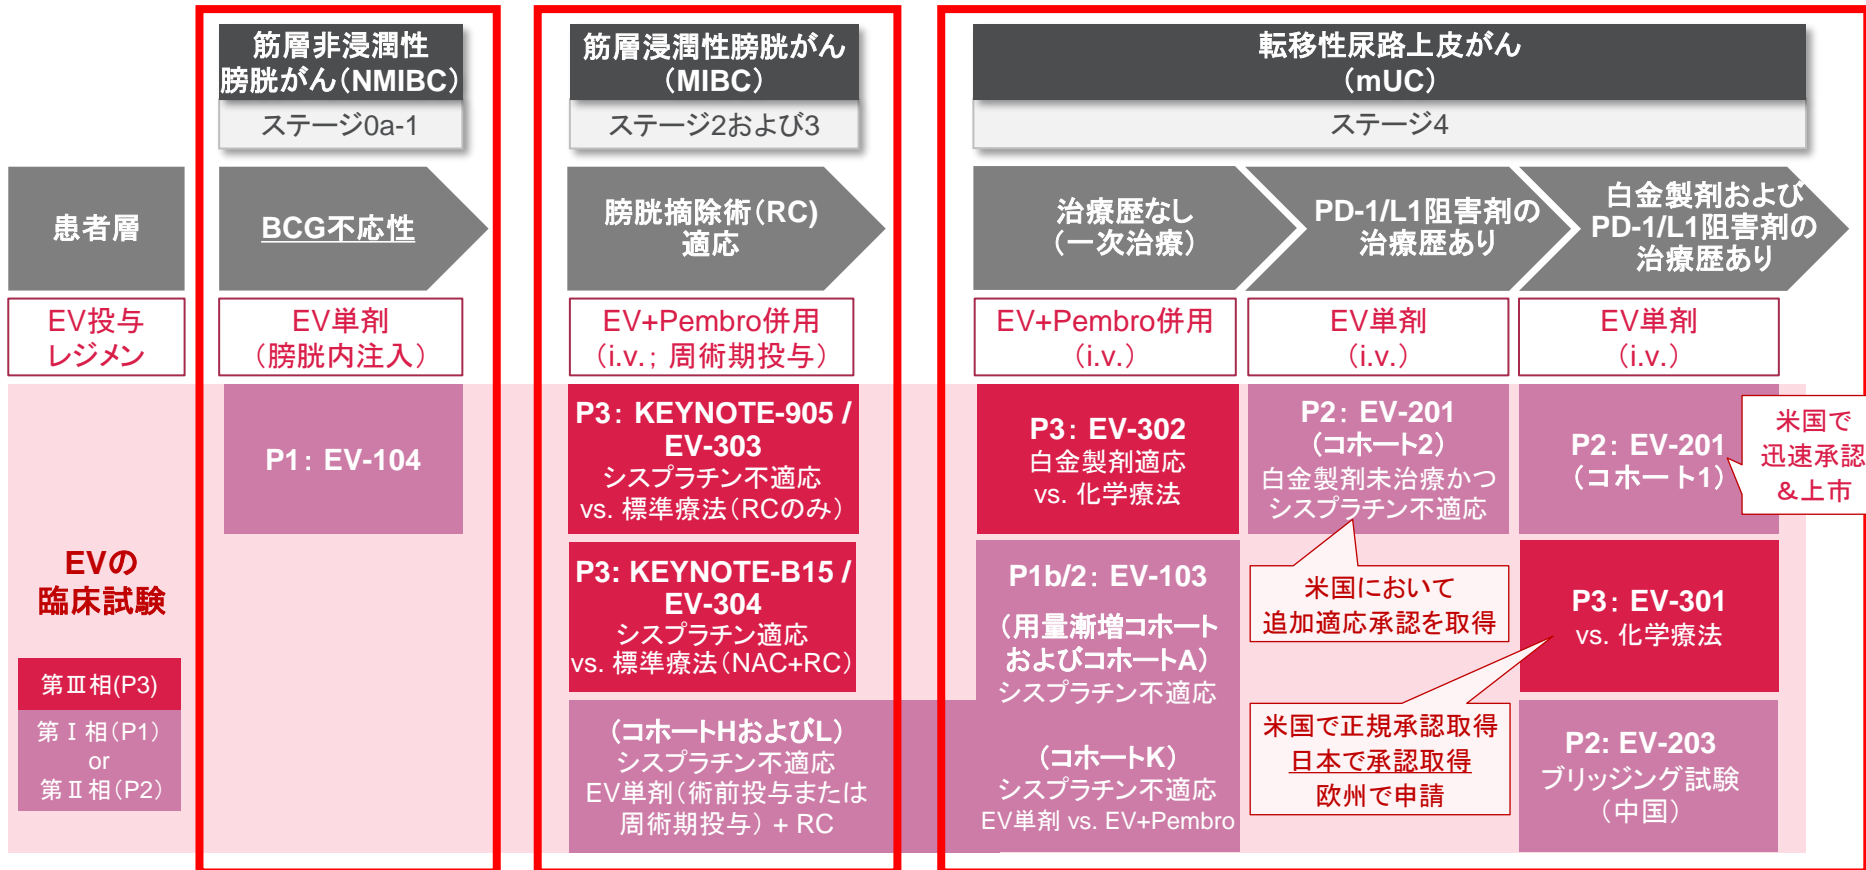 筋層非浸潤性
膀胱がん（NMIBC）
ステージ0a-1
筋層浸潤性膀胱がん
（MIBC）
ステージ2および3
転移性尿路上皮がん
（mUC）
ステージ4
患者層
BCG不応性
膀胱摘除術（RC)
適応
治療歴なし
（一次治療）
PD-1/L1阻害剤の
治療歴あり
白金製剤および
PD-1/L1阻害剤の
治療歴あり
EV投与
レジメン
EV単剤
（膀胱内注入）
EV+Pembro併用
（i.v.； 周術期投与）
EV+Pembro併用
（i.v.）
EV単剤
（i.v.）
EV単剤
（i.v.）
EVの
臨床試験
第Ⅲ相(P3)
第Ⅰ相（P1）
or
第Ⅱ相（P2）
P1： EV-104
P3： KEYNOTE-905 /
EV-303
シスプラチン不適応
vs. 標準療法（RCのみ）
P3: KEYNOTE-B15 /
EV-304
シスプラチン適応
vs. 標準療法（NAC+RC）
（コホートHおよびL）
シスプラチン不適応
EV単剤（術前投与または
周術期投与） + RC
P3： EV-302
白金製剤適応
vs. 化学療法
P1b/2： EV-103
（用量漸増コホート
およびコホートA）
シスプラチン不適応
（コホートK）
シスプラチン不適応
EV単剤 vs. EV+Pembro
P2： EV-201
（コホート2）
白金製剤未治療かつ
シスプラチン不適応
米国において
追加適応承認を取得
P2： EV-201
（コホート1）
米国で
迅速承認
＆上市
P3： EV-301
vs. 化学療法
米国で正規承認取得
日本で承認取得
欧州で申請
P2: EV-203
ブリッジング試験
（中国）